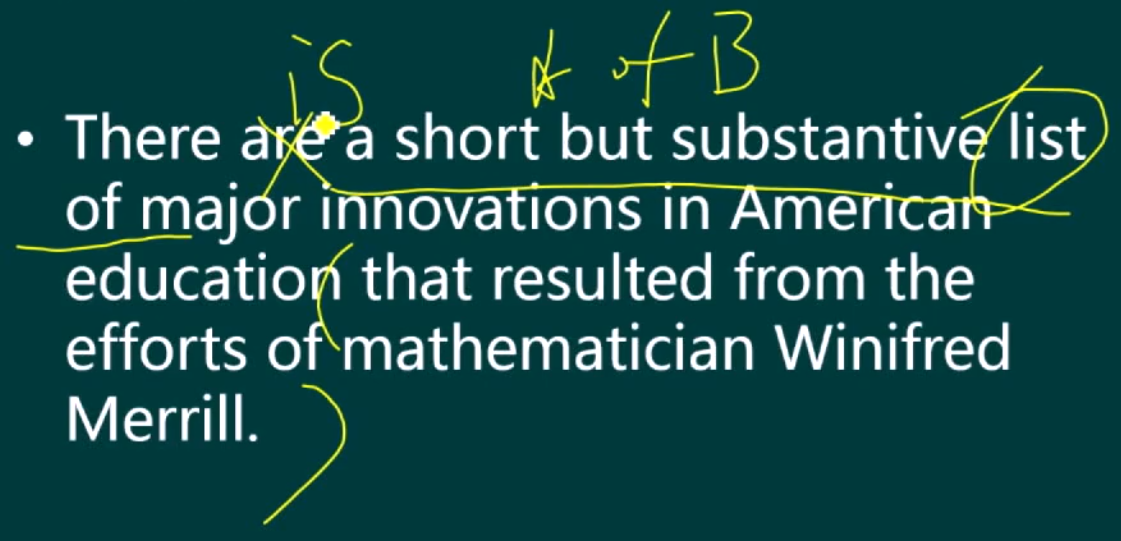 is A of B
• There are a short but substantive list
of major innovations in American
education that resulted from the
efforts of mathematician Winifred
Merrill.